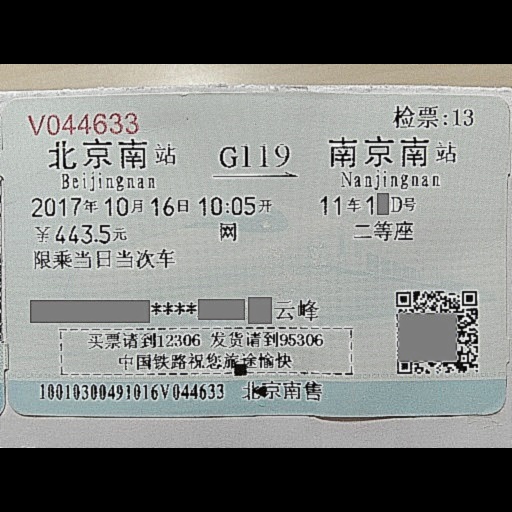 V044633 检票:13
北京南站 G119 南京南站
Beijingnan Nanjingnan
2017年10月16日10:05开 11车1 D号
￥443.5元 网 二等座
限乘当日当次车
**** 云峰
买票请到12306 发货请到95306
中国铁路祝您旅途愉快
10010300491016V044633 北京南售